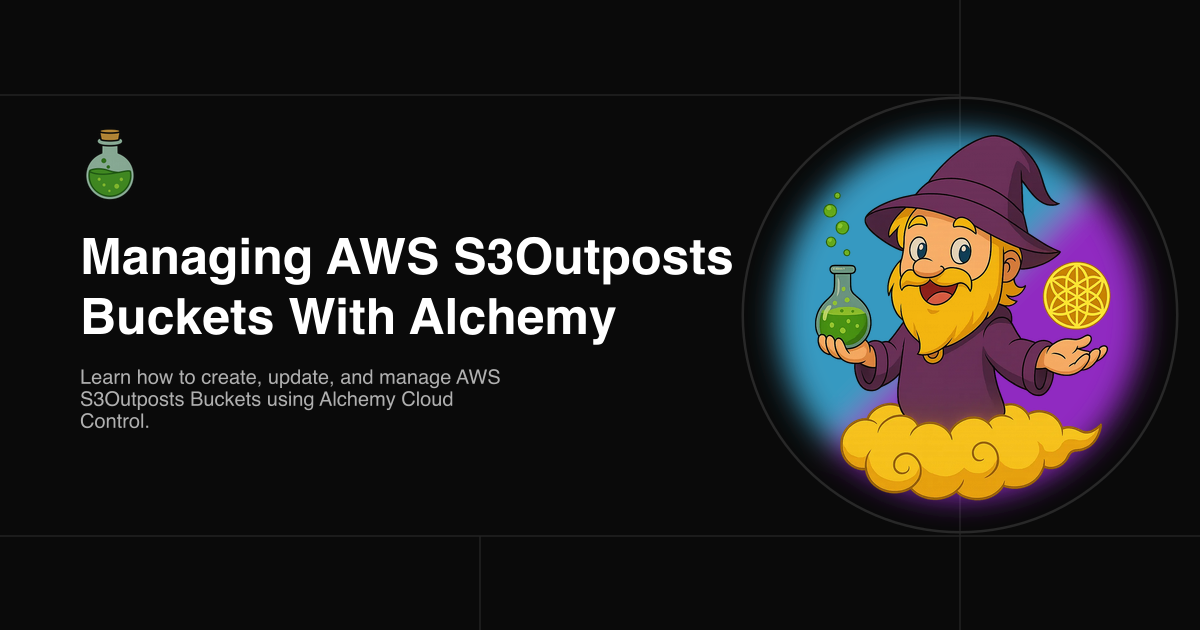 Managing AWS S3Outposts
Buckets With Alchemy
Learn how to create, update, and manage AWS
S3Outposts Buckets using Alchemy Cloud
Control.